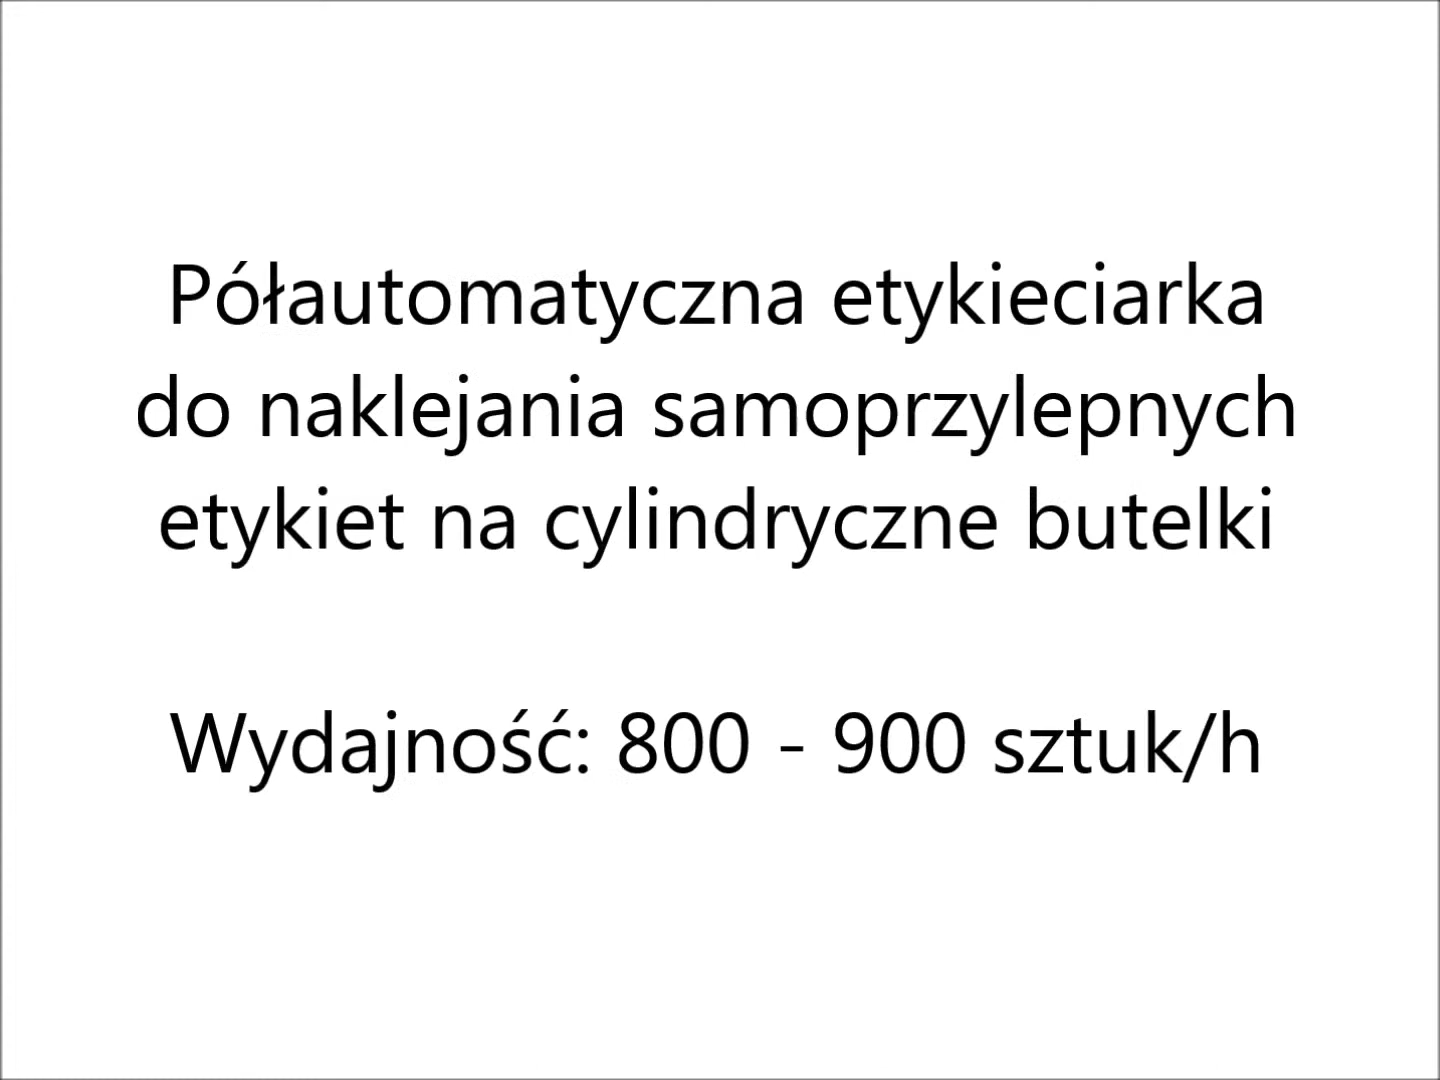 Półautomatyczna etykieciarka
do naklejania samoprzylepnych
etykiet na cylindryczne butelki
Wydajność: 800 - 900 sztuk/h